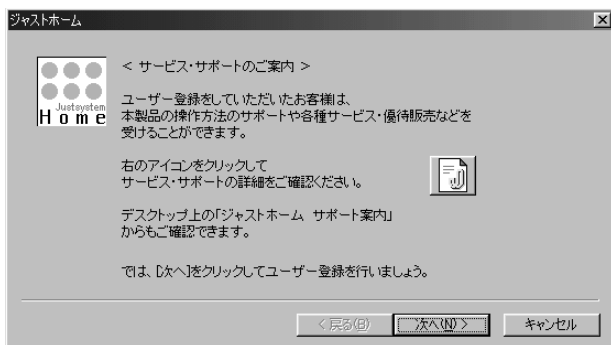 ジャストホーム
Justsystem
Home
< サービス・サポートのご案内 >
ユーザー登録をしていただいたお客様は、
本製品の操作方法のサポートや各種サービス・優待販売などを
受けることができます。
右のアイコンをクリックして
サービス・サポートの詳細をご確認ください。
デスクトップ上の「ジャストホーム サポート案内」
からもご確認できます。
では、[次へ]をクリックしてユーザー登録を行いましょう。
< 戻る(B)
次へ(N) >
キャンセル